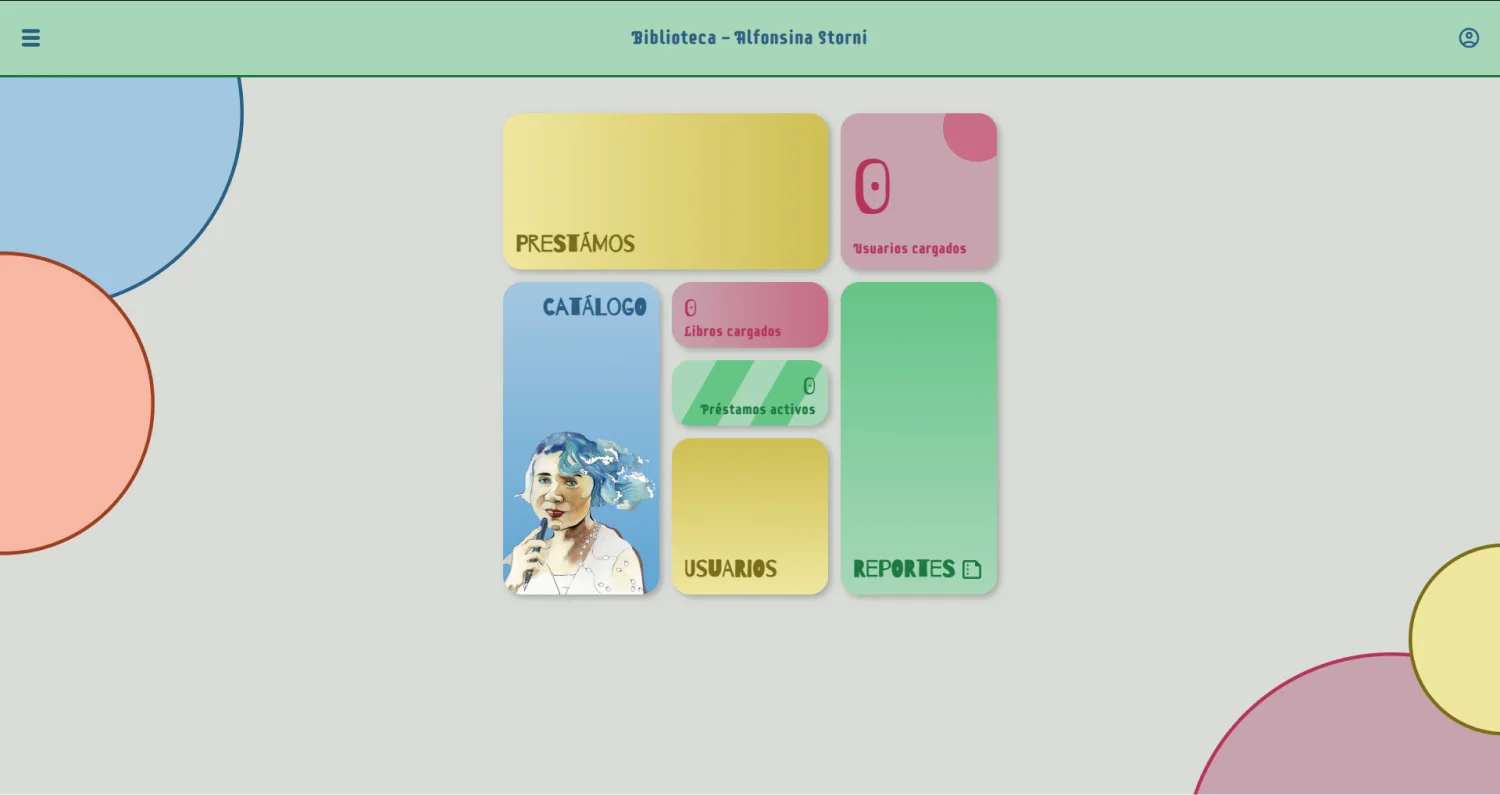 Biblioteca - Alfonsina Storni
PRESTÁMOS
0
Usuarios cargados
CATÁLOGO
0
Libros cargados
0
Préstamos activos
USUARIOS
REPORTES